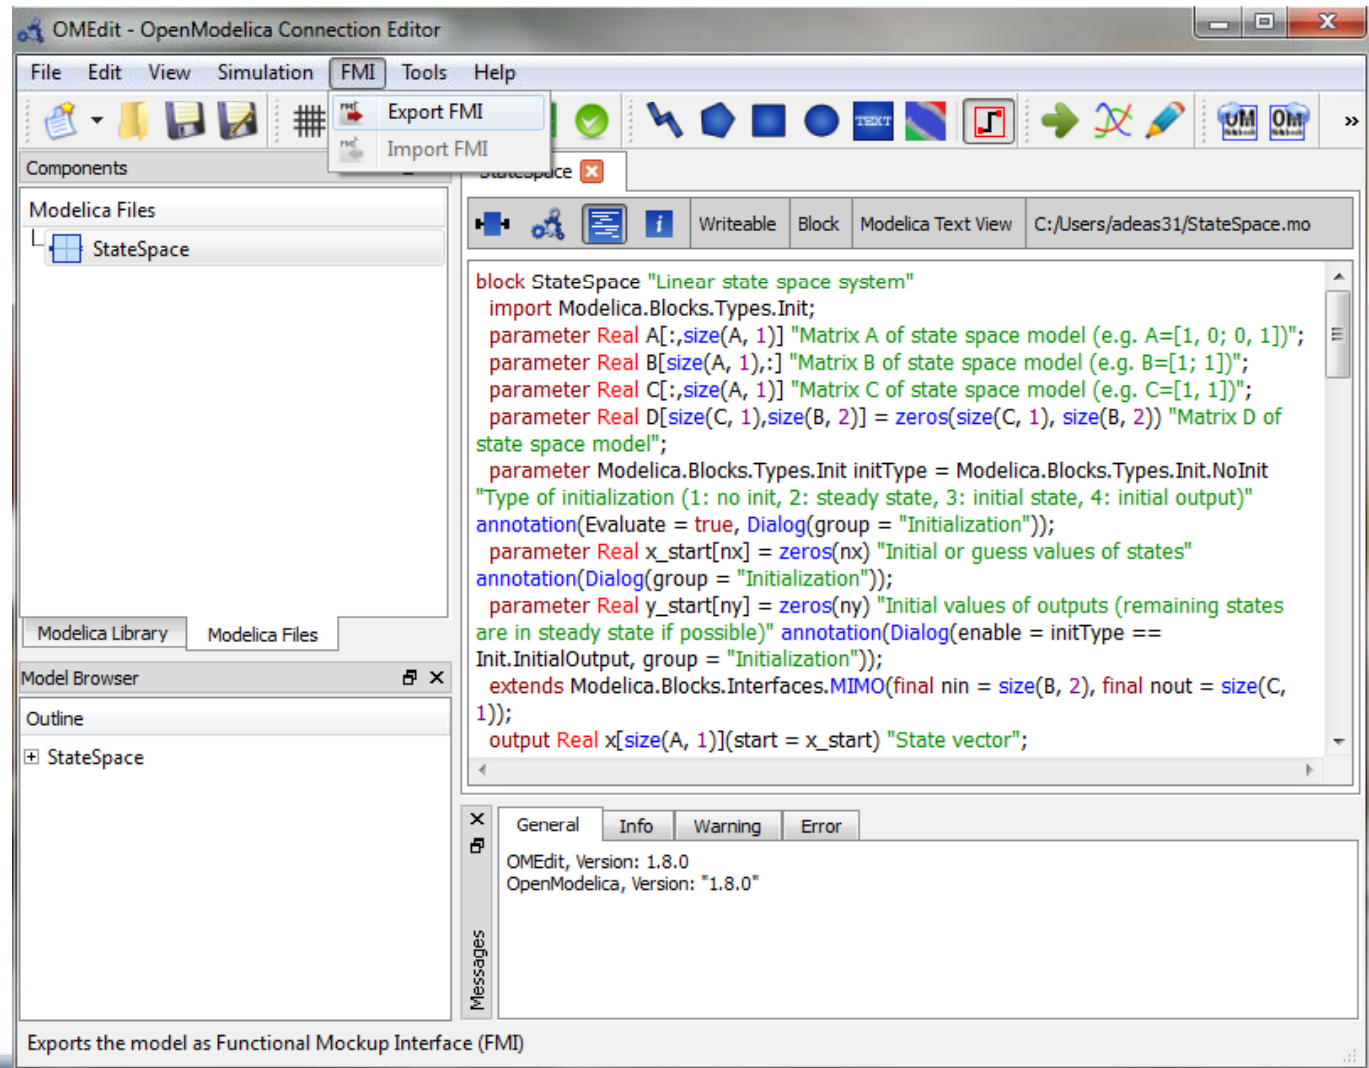 OMEdit - OpenModelica Connection Editor
File Edit View Simulation FMI Tools Help
Export FMI
Import FMI
TEXT
OM
OM
»
Components
StateSpace
Modelica Files
StateSpace
Writeable Block Modelica Text View C:/Users/adeas31/StateSpace.mo
block StateSpace "Linear state space system"
import Modelica.Blocks.Types.Init;
parameter Real A[:,size(A, 1)] "Matrix A of state space model (e.g. A=[1, 0; 0, 1])";
parameter Real B[size(A, 1),:] "Matrix B of state space model (e.g. B=[1; 1])";
parameter Real C[:,size(A, 1)] "Matrix C of state space model (e.g. C=[1, 1])";
parameter Real D[size(C, 1),size(B, 2)] = zeros(size(C, 1), size(B, 2)) "Matrix D of
state space model";
parameter Modelica.Blocks.Types.Init initType = Modelica.Blocks.Types.Init.NoInit
"Type of initialization (1: no init, 2: steady state, 3: initial state, 4: initial output)"
annotation(Evaluate = true, Dialog(group = "Initialization"));
parameter Real x_start[nx] = zeros(nx) "Initial or guess values of states"
annotation(Dialog(group = "Initialization"));
parameter Real y_start[ny] = zeros(ny) "Initial values of outputs (remaining states
are in steady state if possible)" annotation(Dialog(enable = initType ==
Init.InitialOutput, group = "Initialization"));
extends Modelica.Blocks.Interfaces.MIMO(final nin = size(B, 2), final nout = size(C,
1));
output Real x[size(A, 1)](start = x_start) "State vector";
Modelica Library Modelica Files
Model Browser
Outline
StateSpace
General Info Warning Error
OMEdit, Version: 1.8.0
OpenModelica, Version: "1.8.0"
Messages
Exports the model as Functional Mockup Interface (FMI)